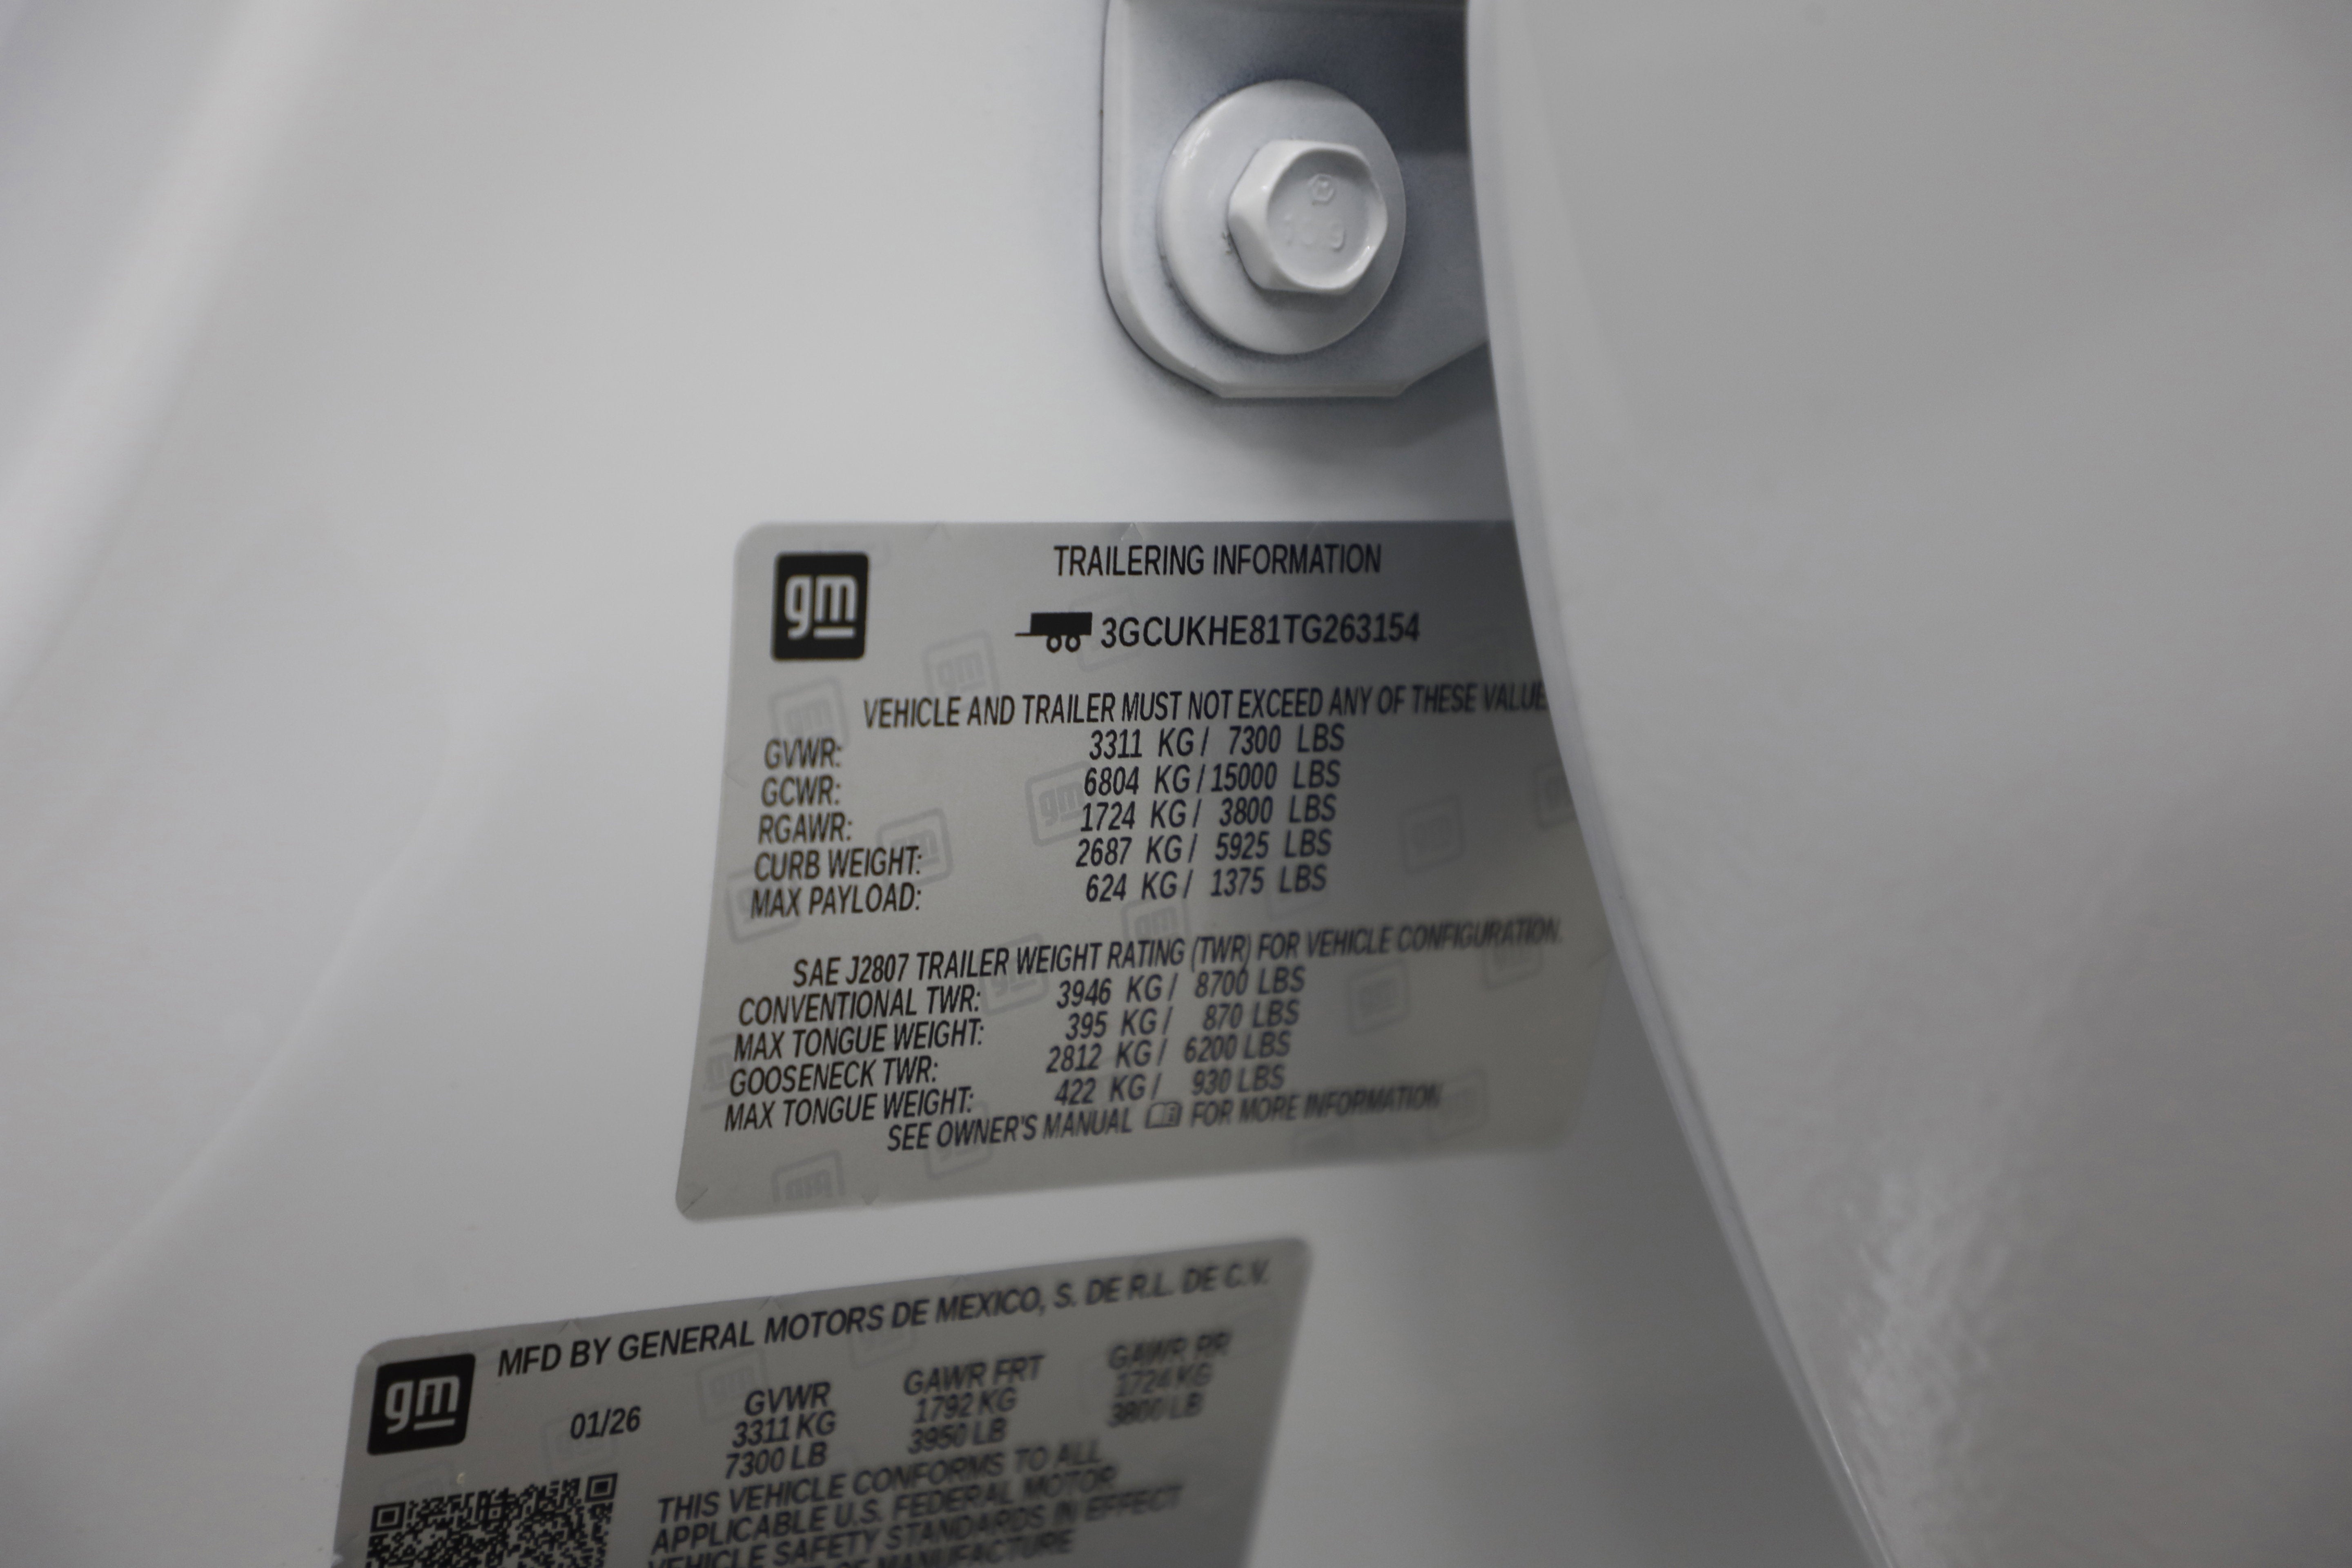 10.9
gm
TRAILERING INFORMATION
3GCUKHE81TG263154
VEHICLE AND TRAILER MUST NOT EXCEED ANY OF THESE VALUE
GVWR: 3311 KG / 7300 LBS
GCWR: 6804 KG / 15000 LBS
RGAWR: 1724 KG / 3800 LBS
CURB WEIGHT: 2687 KG / 5925 LBS
MAX PAYLOAD: 624 KG / 1375 LBS
SAE J2807 TRAILER WEIGHT RATING (TWR) FOR VEHICLE CONFIGURATION.
CONVENTIONAL TWR: 3946 KG / 8700 LBS
MAX TONGUE WEIGHT: 395 KG / 870 LBS
GOOSENECK TWR: 2812 KG / 6200 LBS
MAX TONGUE WEIGHT: 422 KG / 930 LBS
SEE OWNER'S MANUAL FOR MORE INFORMATION
gm
MFD BY GENERAL MOTORS DE MEXICO, S. DE R.L. DE C.V.
01/26 GVWR GAWR FRT GAWR RR
3311 KG 1792 KG 1724 KG
7300 LB 3950 LB 3800 LB
THIS VEHICLE CONFORMS TO ALL
APPLICABLE U.S. FEDERAL MOTOR
VEHICLE SAFETY STANDARDS IN EFFECT
OF MANUFACTURE